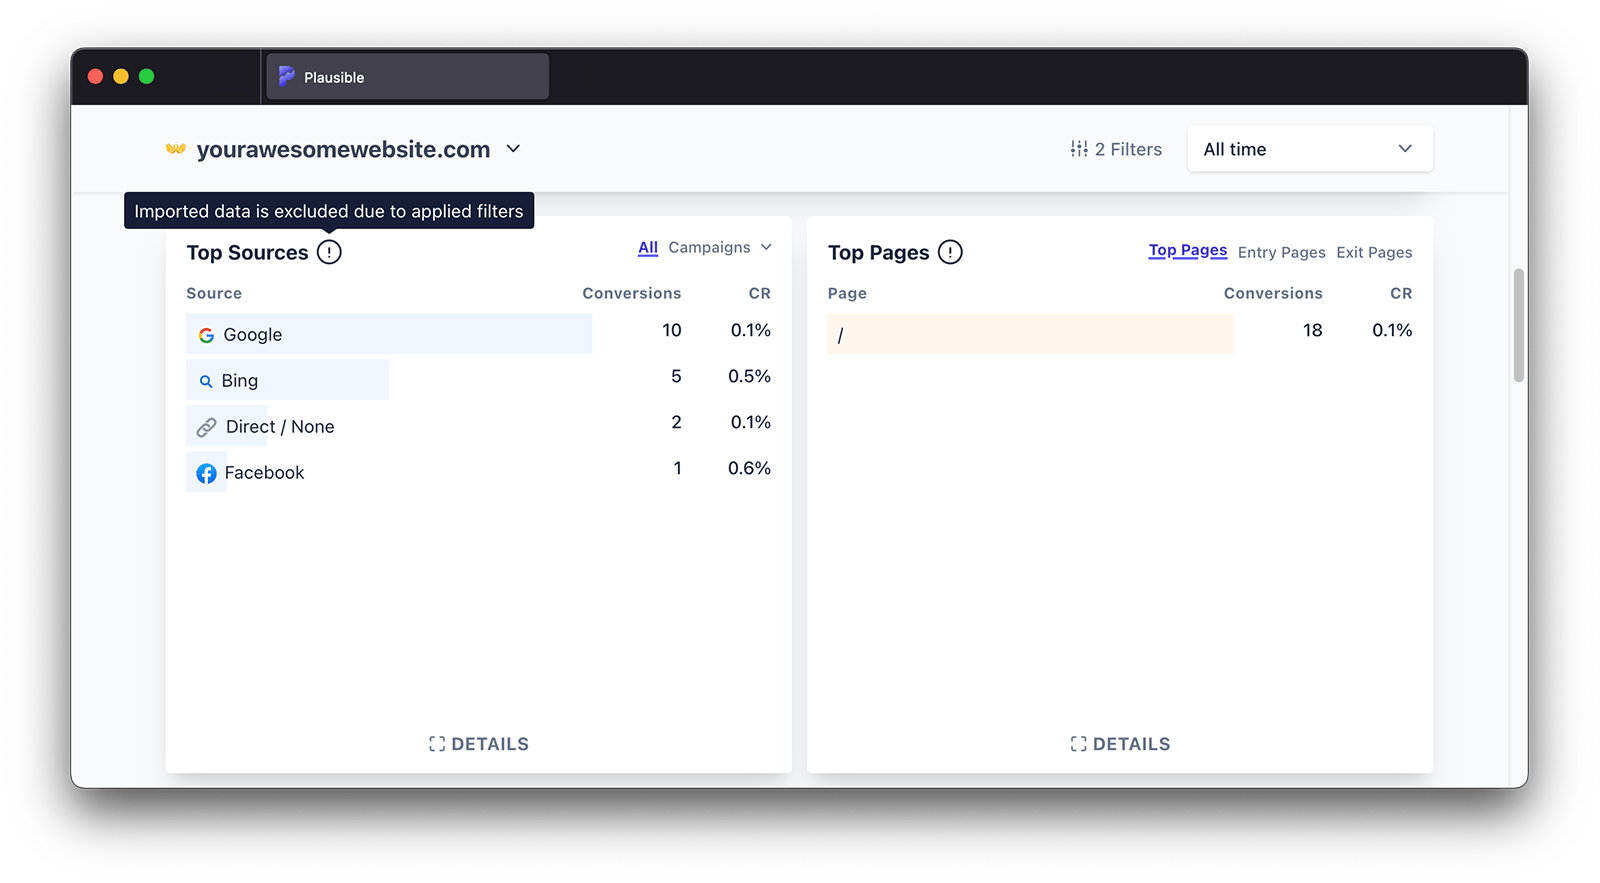 Plausible
yourawesomewebsite.com
2 Filters
All time
Imported data is excluded due to applied filters
Top Sources
All Campaigns
Source Conversions CR
Google 10 0.1%
Bing 5 0.5%
Direct / None 2 0.1%
Facebook 1 0.6%
DETAILS
Top Pages
Top Pages Entry Pages Exit Pages
Page Conversions CR
/ 18 0.1%
DETAILS